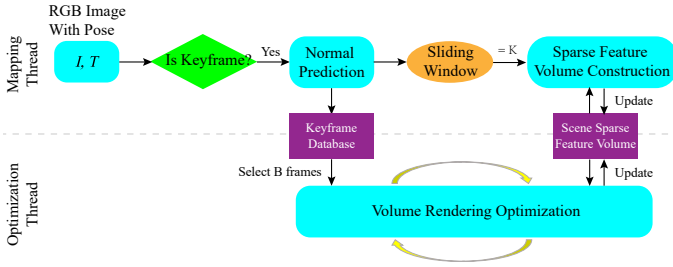 RGB Image
With Pose
Mapping
Thread
I, T
Is Keyframe?
Yes
Normal
Prediction
Sliding
Window
= K
Sparse Feature
Volume Construction
Update
Keyframe
Database
Scene Sparse
Feature Volume
Select B frames
Update
Optimization
Thread
Volume Rendering Optimization